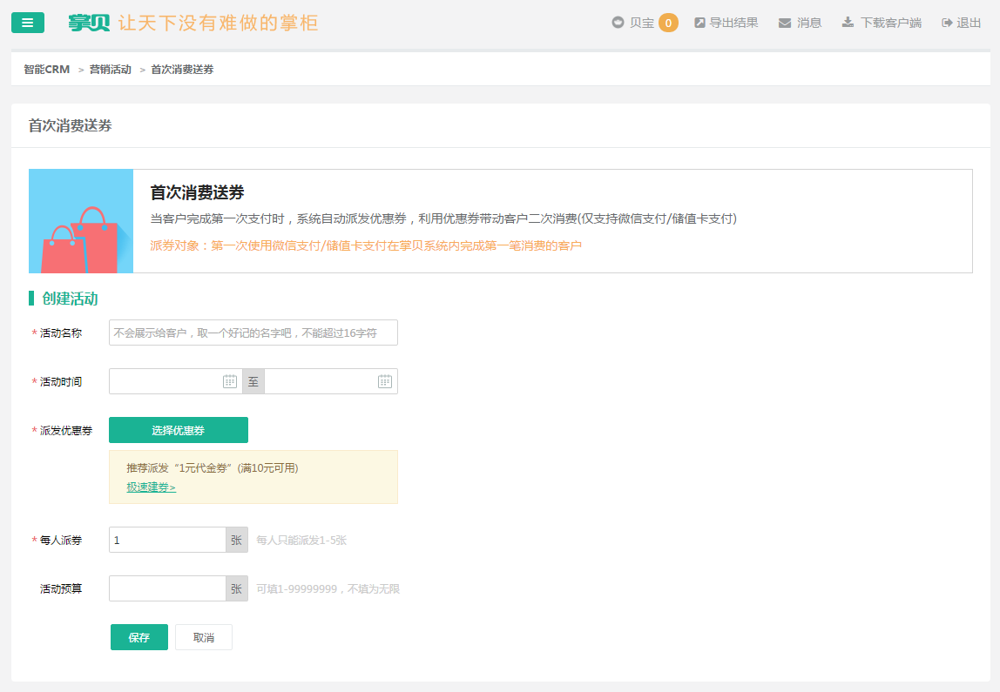 掌贝 让天下没有难做的掌柜
贝宝 0 导出结果 消息 下载客户端 退出
智能CRM > 营销活动 > 首次消费送券
首次消费送券
首次消费送券
当客户完成第一次支付时，系统自动派发优惠券，利用优惠券带动客户二次消费(仅支持微信支付/储值卡支付)
派券对象：第一次使用微信支付/储值卡支付在掌贝系统内完成第一笔消费的客户
创建活动
* 活动名称 不会展示给客户，取一个好记的名字吧，不能超过16字符
* 活动时间 至
* 派发优惠券 选择优惠券
推荐派发“1元代金券”(满10元可用)
极速建券>
* 每人派券 1 张 每人只能派发1-5张
活动预算 张 可填1-99999999，不填为无限
保存 取消